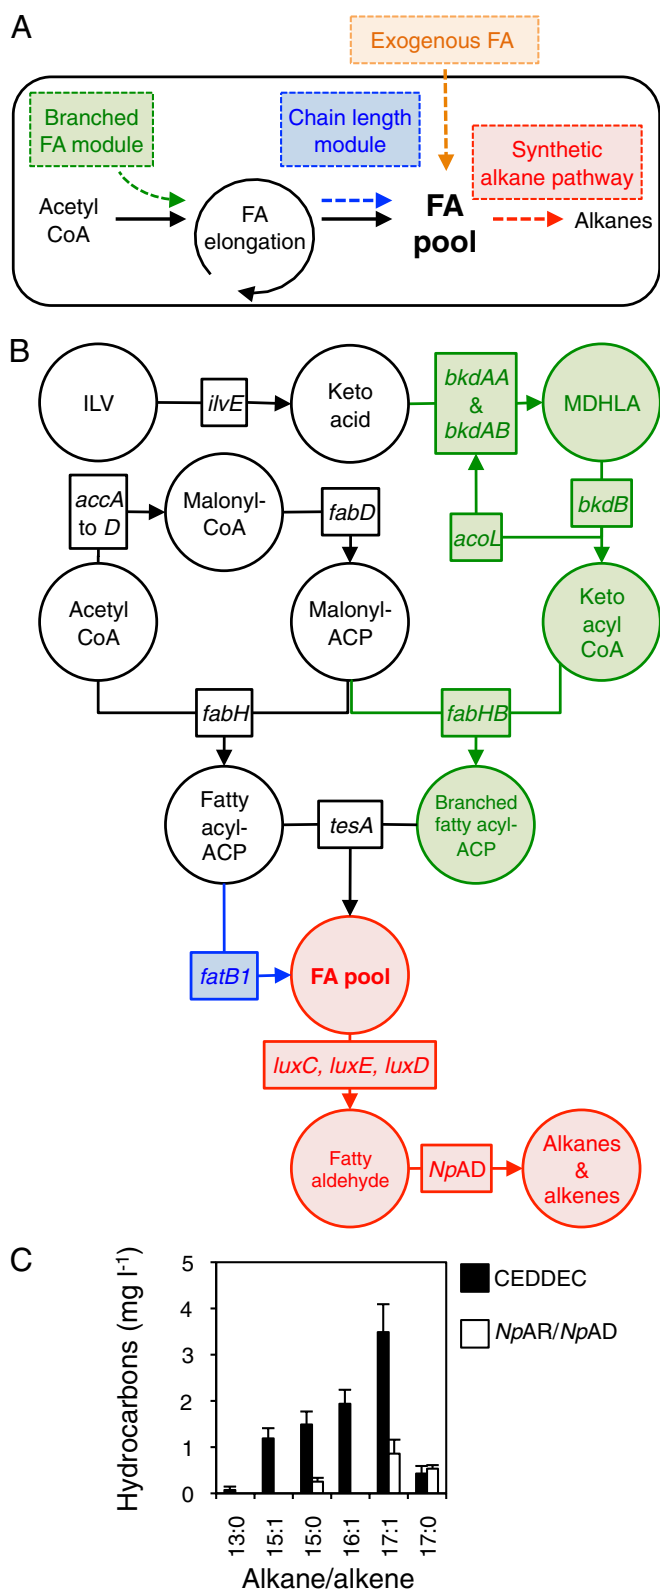 A
Exogenous FA
Branched
FA module
Chain length
module
Synthetic
alkane pathway
Acetyl
CoA
FA
elongation
FA
pool
Alkanes
B
ILV
ilvE
Keto
acid
bkdAA
&
bkdAB
MDHLA
accA
to D
Malonyl-
CoA
fabD
acoL
bkdB
Acetyl
CoA
Malonyl-
ACP
Keto
acyl
CoA
fabH
fabHB
Fatty
acyl-
ACP
tesA
Branched
fatty acyl-
ACP
fatB1
FA pool
luxC, luxE, luxD
Fatty
aldehyde
NpAD
Alkanes
&
alkenes
C
Hydrocarbons (mg l-1)
5
4
3
2
1
0
CEDDEC
NpAR/NpAD
13:0
15:1
15:0
16:1
17:1
17:0
Alkane/alkene